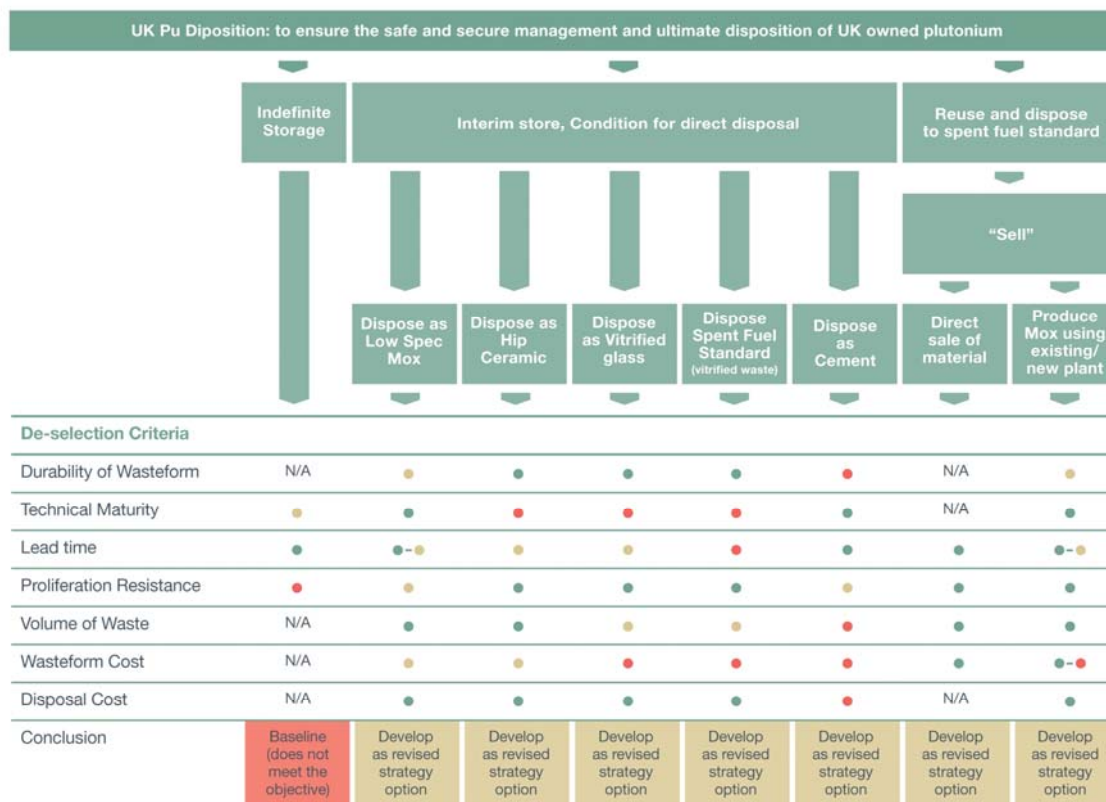 UK Pu Diposition: to ensure the safe and secure management and ultimate disposition of UK owned plutonium
Indefinite
Storage
Interim store, Condition for direct disposal
Reuse and dispose
to spent fuel standard
“Sell”
Dispose as
Low Spec
Mox
Dispose as
Hip
Ceramic
Dispose
as Vitrified
glass
Dispose
Spent Fuel
Standard
(vitrified waste)
Dispose
as
Cement
Direct
sale of
material
Produce
Mox using
existing/
new plant
De-selection Criteria
Durability of Wasteform N/A N/A
Technical Maturity N/A
Lead time
Proliferation Resistance
Volume of Waste N/A
Wasteform Cost N/A
Disposal Cost N/A N/A
Conclusion
Baseline
(does not
meet the
objective)
Develop
as revised
strategy
option
Develop
as revised
strategy
option
Develop
as revised
strategy
option
Develop
as revised
strategy
option
Develop
as revised
strategy
option
Develop
as revised
strategy
option
Develop
as revised
strategy
option